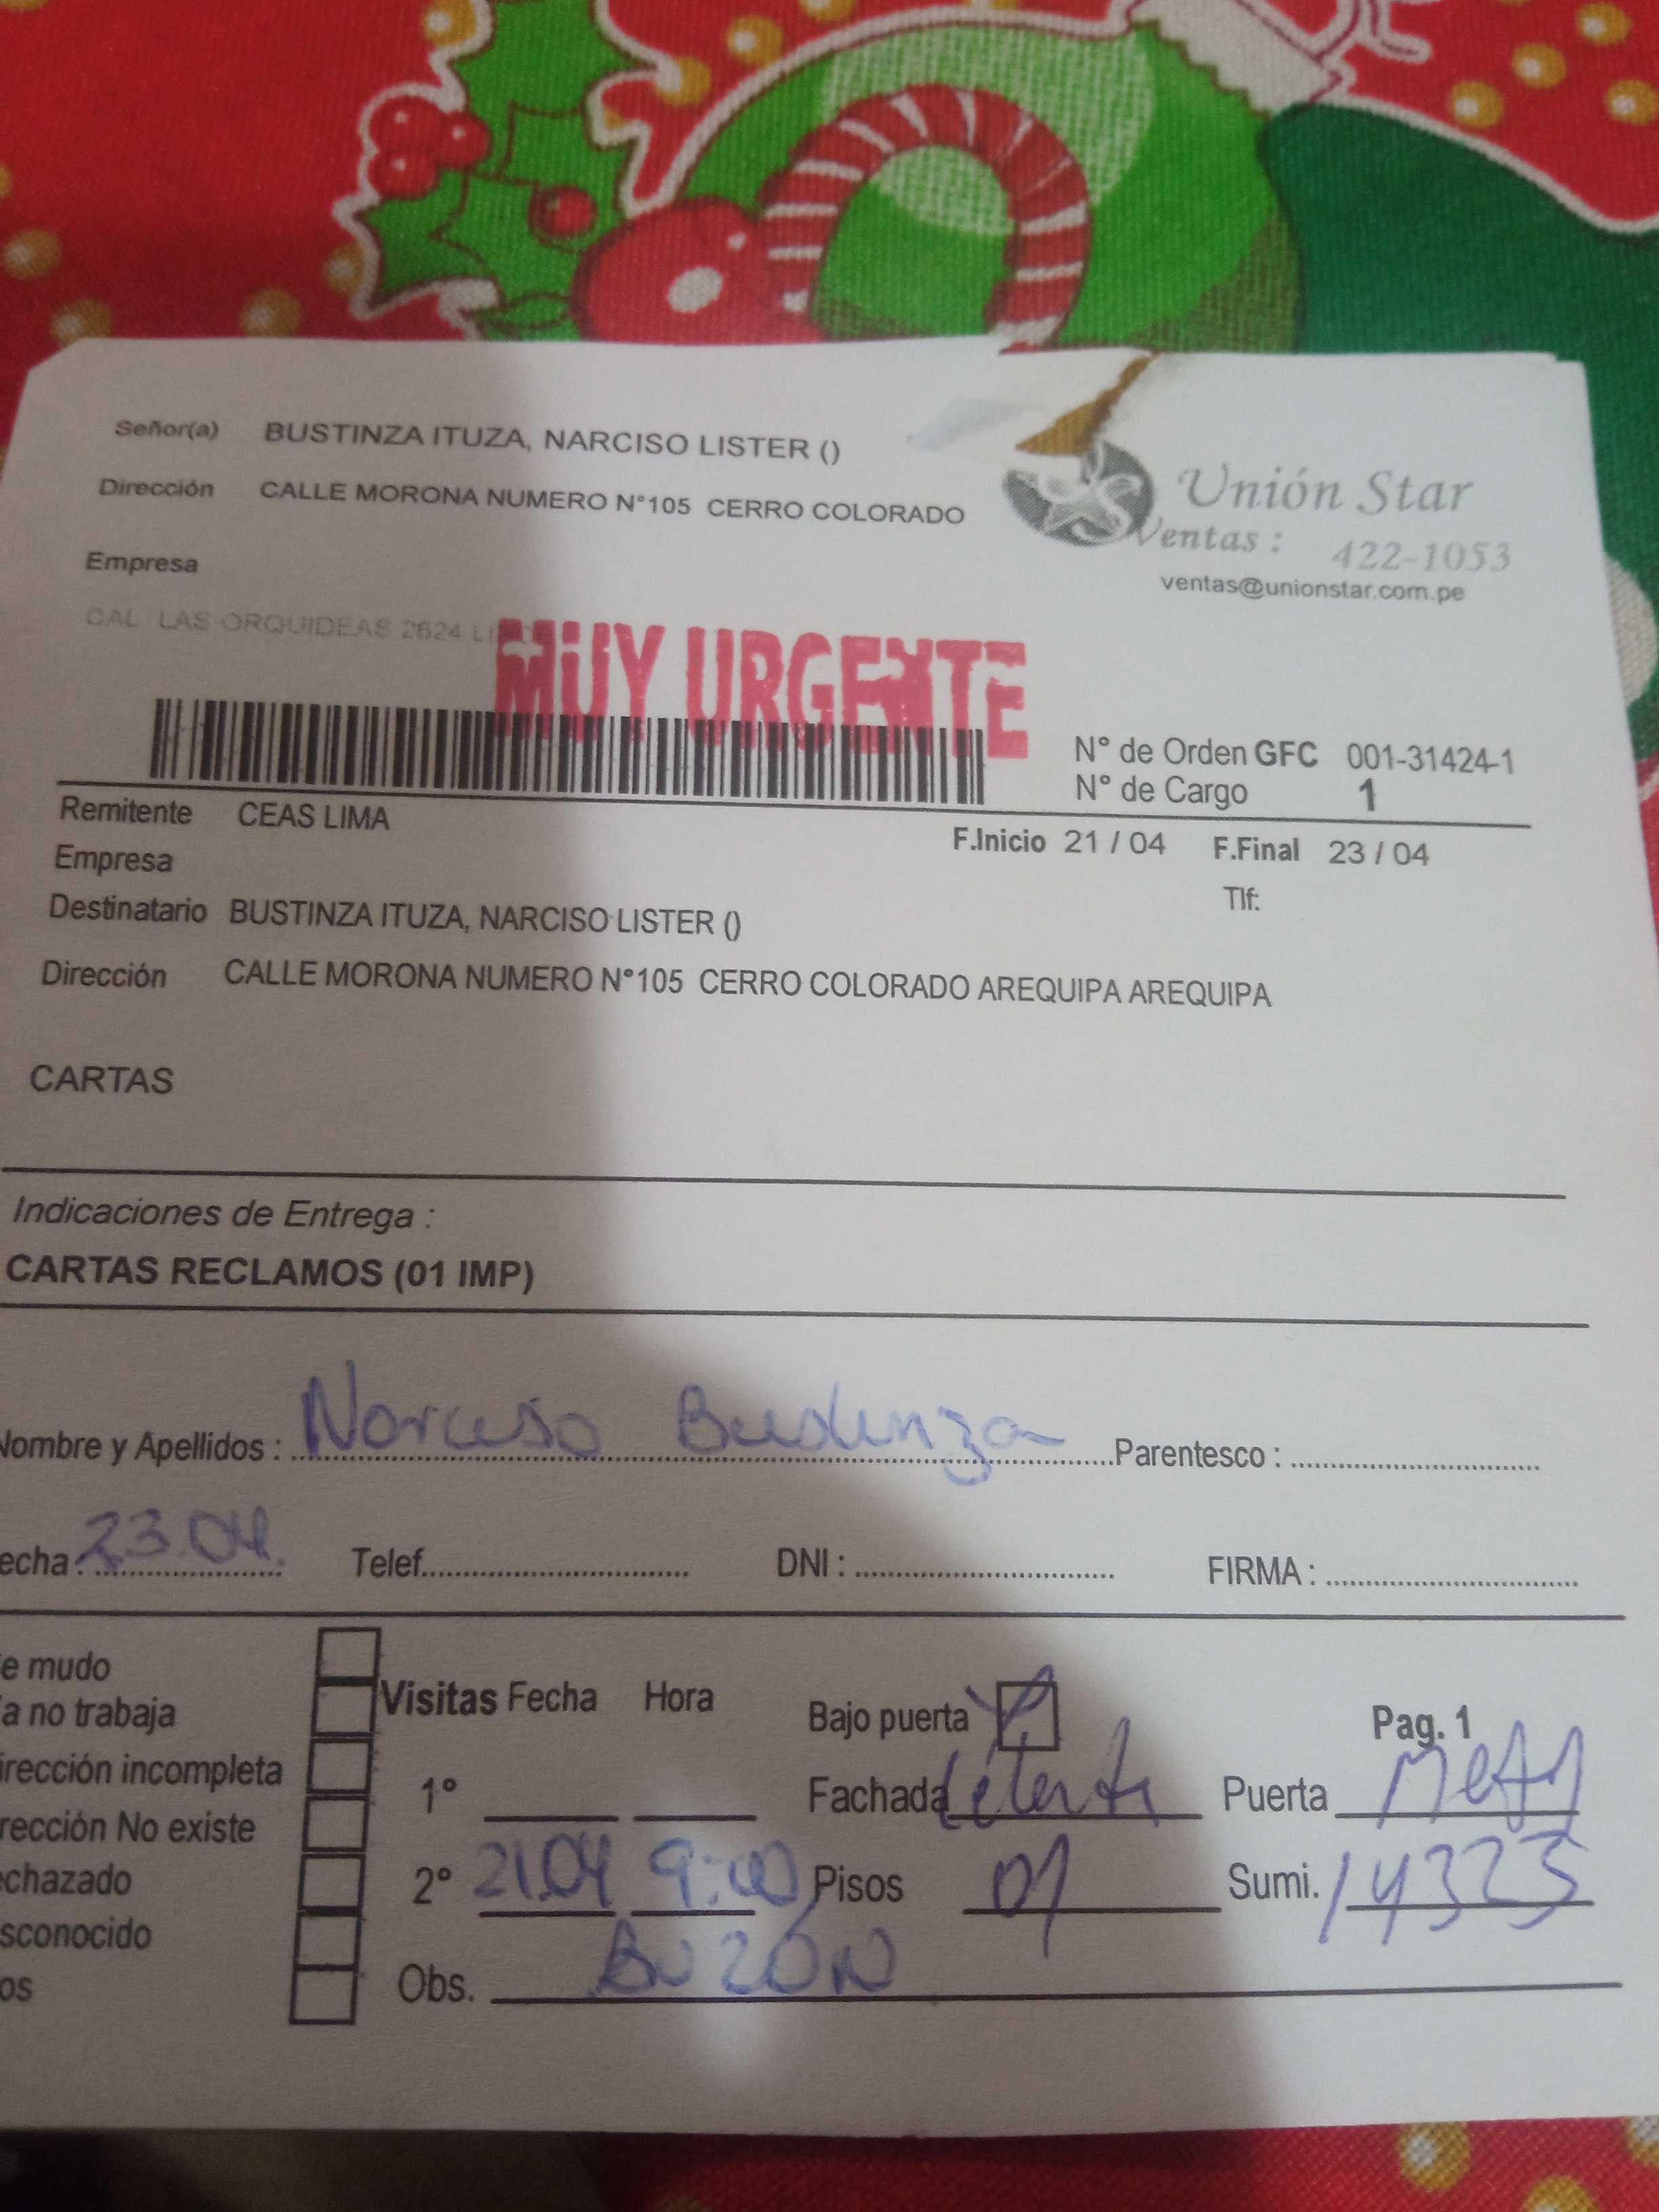 Señor(a) BUSTINZA ITUZA, NARCISO LISTER ()
Dirección CALLE MORONA NUMERO N°105 CERRO COLORADO
Unión Star
Ventas : 422-1053
ventas@unionstar.com.pe
Empresa
CAL LAS ORQUIDEAS 2624
MUY URGENTE
N° de Orden GFC 001-31424-1
N° de Cargo 1
Remitente CEAS LIMA
F.Inicio 21 / 04 F.Final 23 / 04
Empresa
Tlf:
Destinatario BUSTINZA ITUZA, NARCISO LISTER ()
Dirección CALLE MORONA NUMERO N°105 CERRO COLORADO AREQUIPA AREQUIPA
CARTAS
Indicaciones de Entrega :
CARTAS RECLAMOS (01 IMP)
Nombre y Apellidos : Narciso Bustinza Parentesco :
echa : 23.04. Telef. DNI : FIRMA :
e mudo
a no trabaja
irección incompleta
rección No existe
echazado
sconocido
os
Visitas Fecha Hora
1°
2° 21.04 9:00
Obs. BUZÓN
Bajo puerta
Pag. 1
Fachada Puerta
Pisos 01 Sumi. 14325